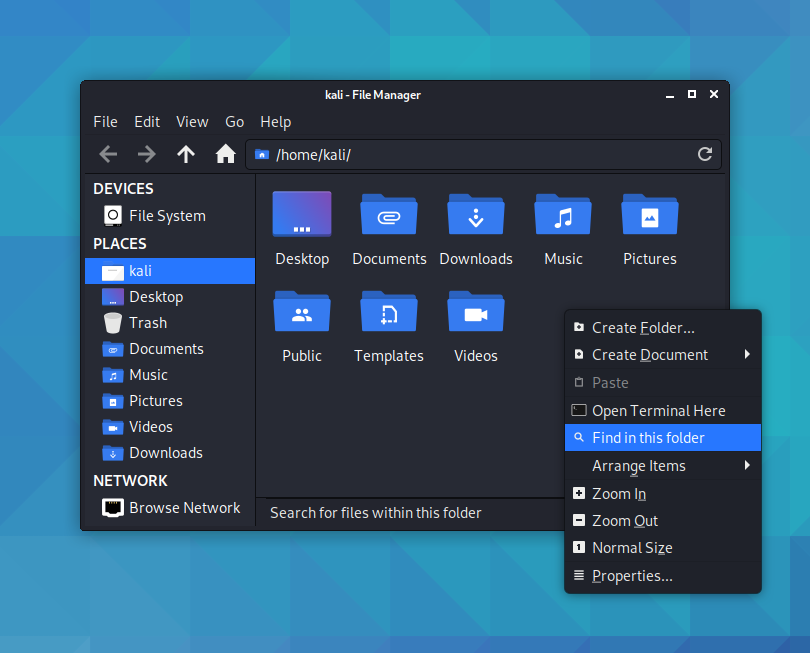 kali - File Manager
File Edit View Go Help
/home/kali/
DEVICES
File System
PLACES
kali
Desktop
Trash
Documents
Music
Pictures
Videos
Downloads
NETWORK
Browse Network
Desktop Documents Downloads Music Pictures
Public Templates Videos
Search for files within this folder
Create Folder...
Create Document
Paste
Open Terminal Here
Find in this folder
Arrange Items
Zoom In
Zoom Out
1 Normal Size
Properties...